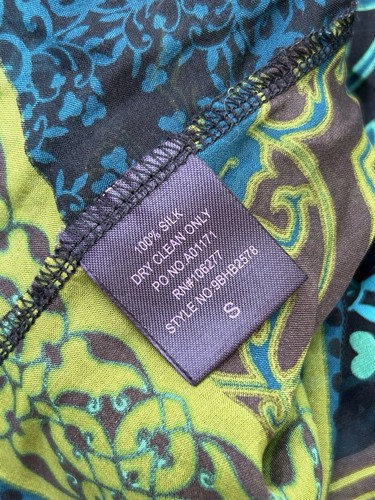 100% SILK
DRY CLEAN ONLY
PO NO A01171
RN#106277
STYLE NO:9BHB2578
S